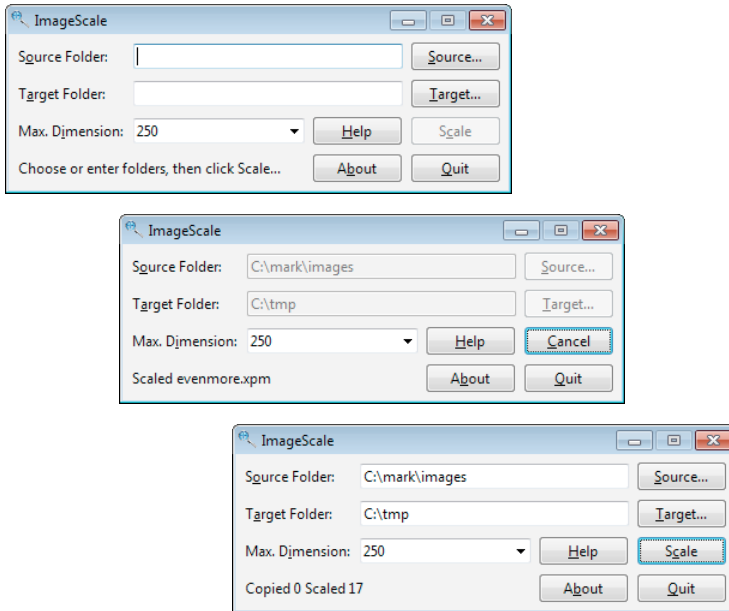 ImageScale
Source Folder: Source...
Target Folder: Target...
Max. Dimension: 250 Help Scale
Choose or enter folders, then click Scale... About Quit
ImageScale
Source Folder: C:\mark\images Source...
Target Folder: C:\tmp Target...
Max. Dimension: 250 Help Cancel
Scaled evenmore.xpm About Quit
ImageScale
Source Folder: C:\mark\images Source...
Target Folder: C:\tmp Target...
Max. Dimension: 250 Help Scale
Copied 0 Scaled 17 About Quit